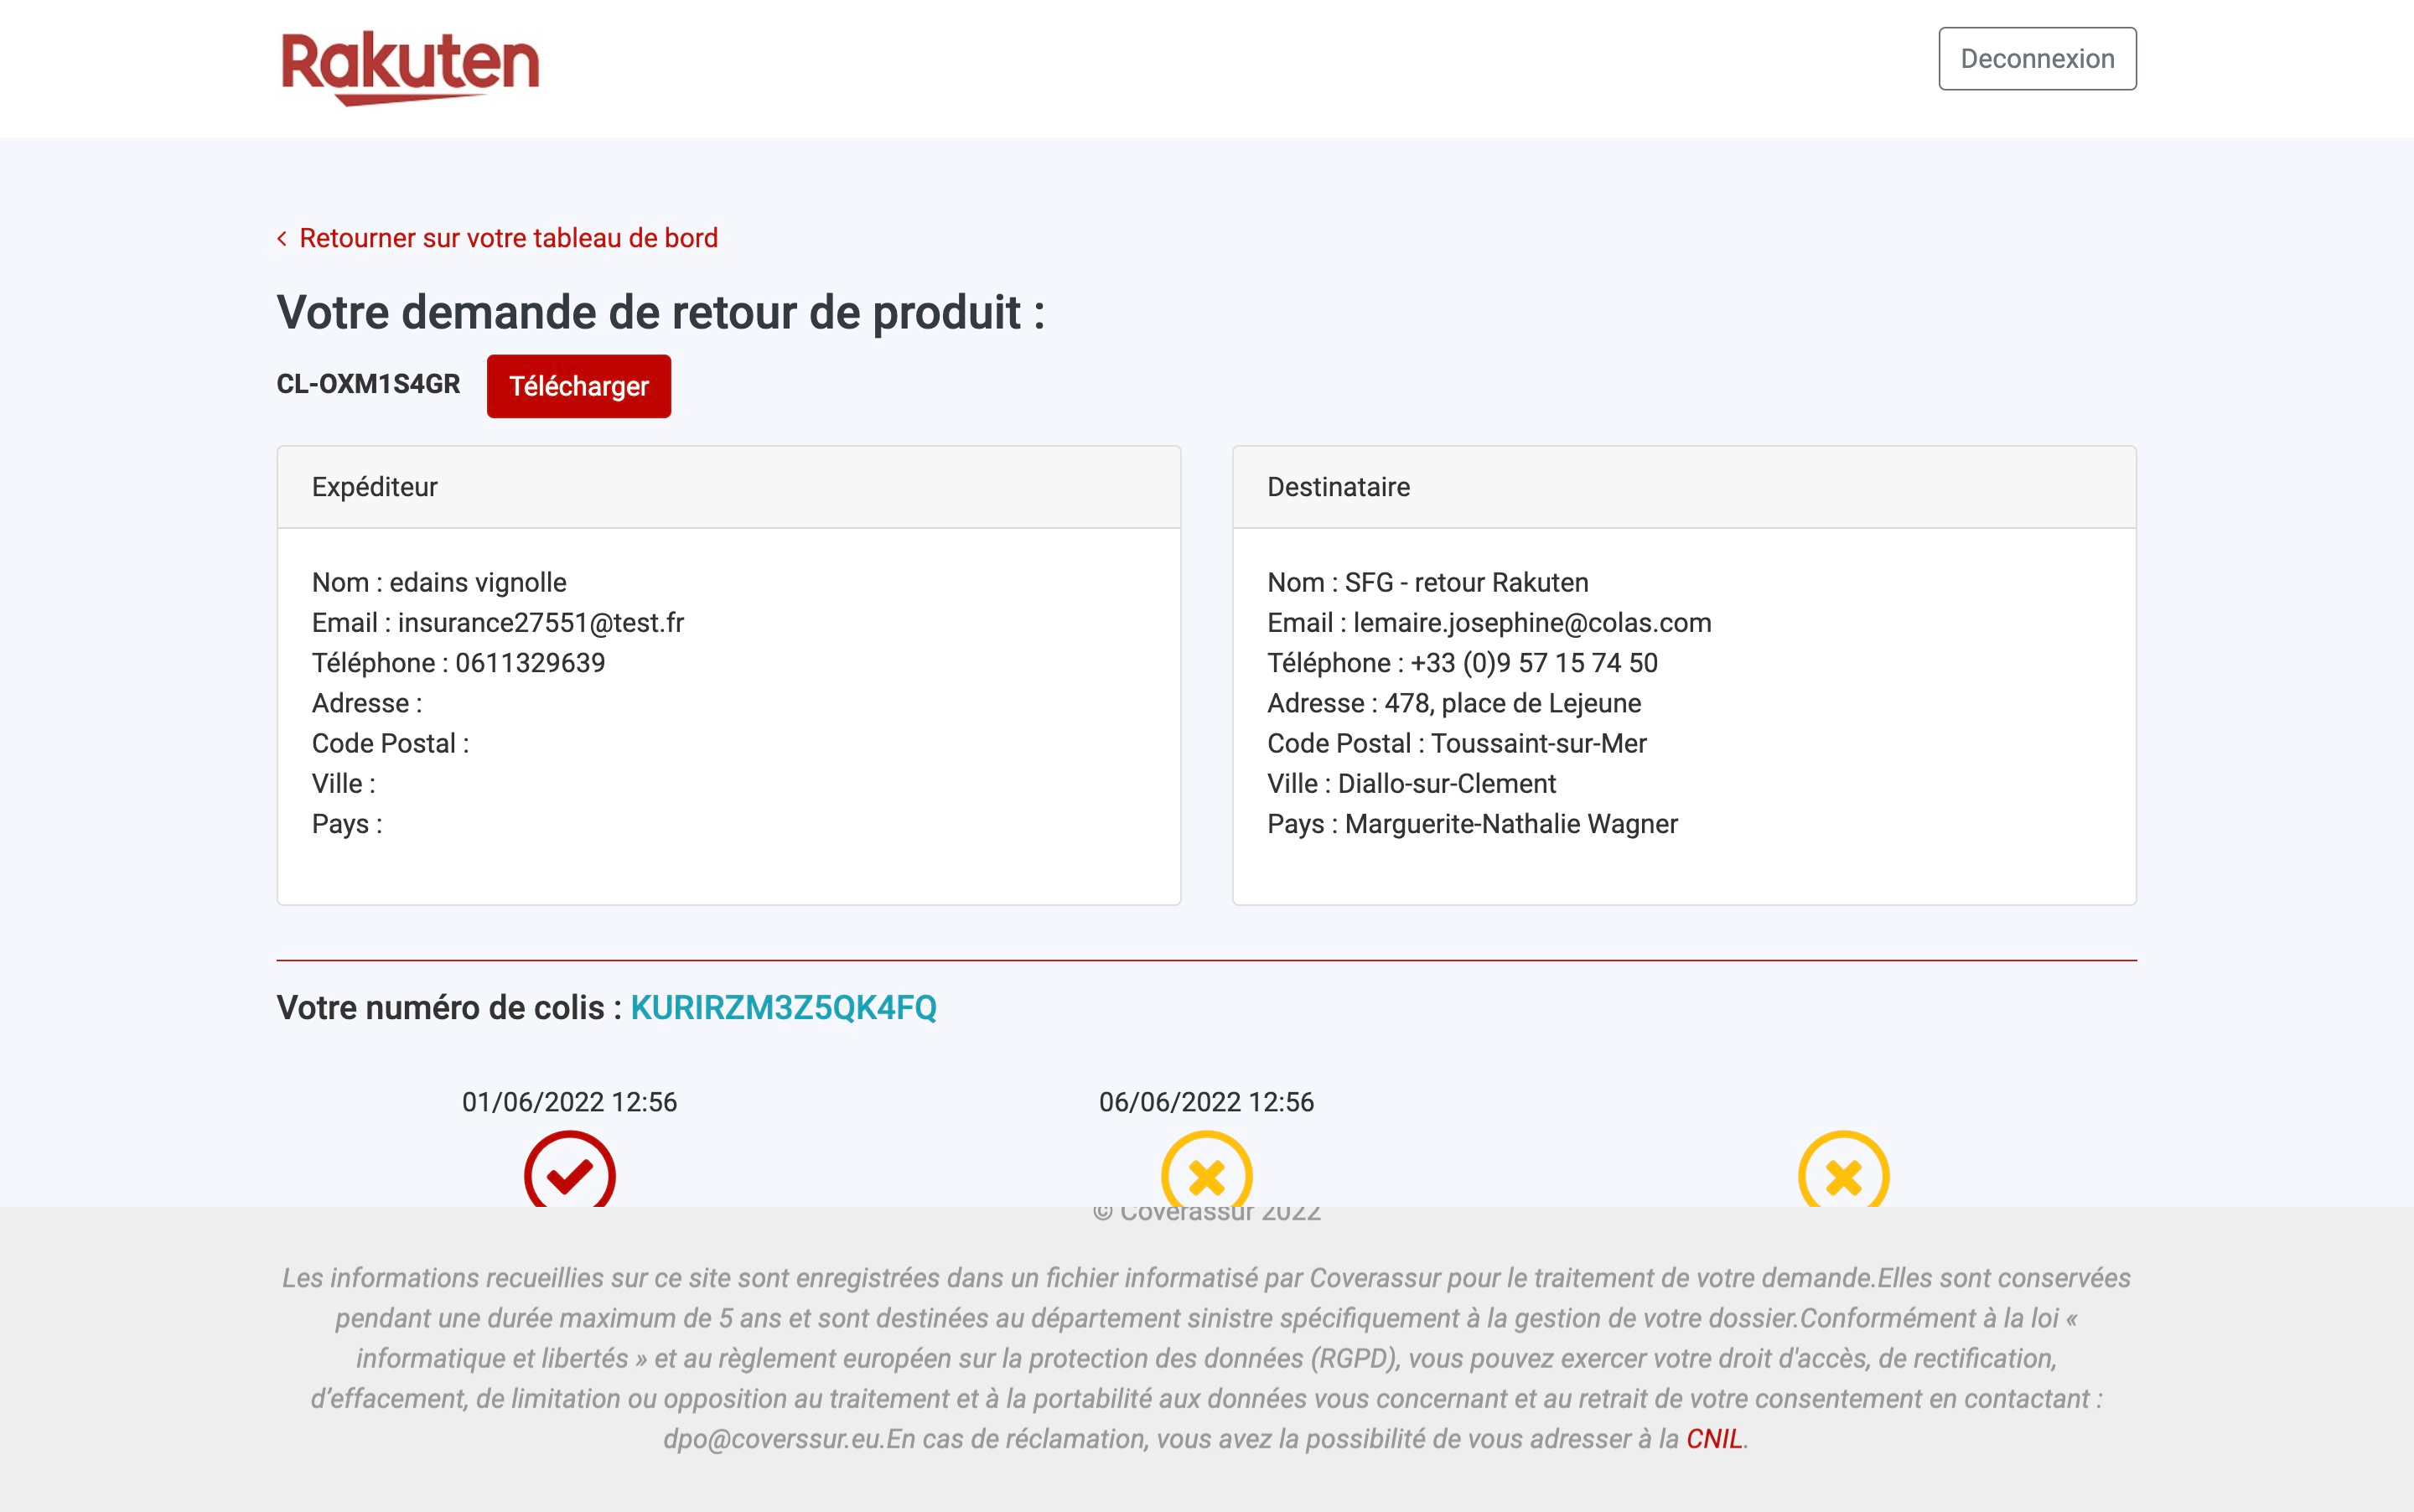 Rakuten
Deconnexion
Retourner sur votre tableau de bord
Votre demande de retour de produit :
CL-OXM1S4GR
Télécharger
Expéditeur
Nom : edains vignolle
Email : insurance27551@test.fr
Téléphone : 0611329639
Adresse :
Code Postal :
Ville :
Pays :
Destinataire
Nom : SFG - retour Rakuten
Email : lemaire.josephine@colas.com
Téléphone : +33 (0)9 57 15 74 50
Adresse : 478, place de Lejeune
Code Postal : Toussaint-sur-Mer
Ville : Diallo-sur-Clement
Pays : Marguerite-Nathalie Wagner
Votre numéro de colis : KURIRZM3Z5QK4FQ
01/06/2022 12:56
06/06/2022 12:56
© Coverassur 2022
Les informations recueillies sur ce site sont enregistrées dans un fichier informatisé par Coverassur pour le traitement de votre demande.Elles sont conservées
pendant une durée maximum de 5 ans et sont destinées au département sinistre spécifiquement à la gestion de votre dossier.Conformément à la loi «
informatique et libertés » et au règlement européen sur la protection des données (RGPD), vous pouvez exercer votre droit d'accès, de rectification,
d’effacement, de limitation ou opposition au traitement et à la portabilité aux données vous concernant et au retrait de votre consentement en contactant :
dpo@coverssur.eu.En cas de réclamation, vous avez la possibilité de vous adresser à la CNIL.